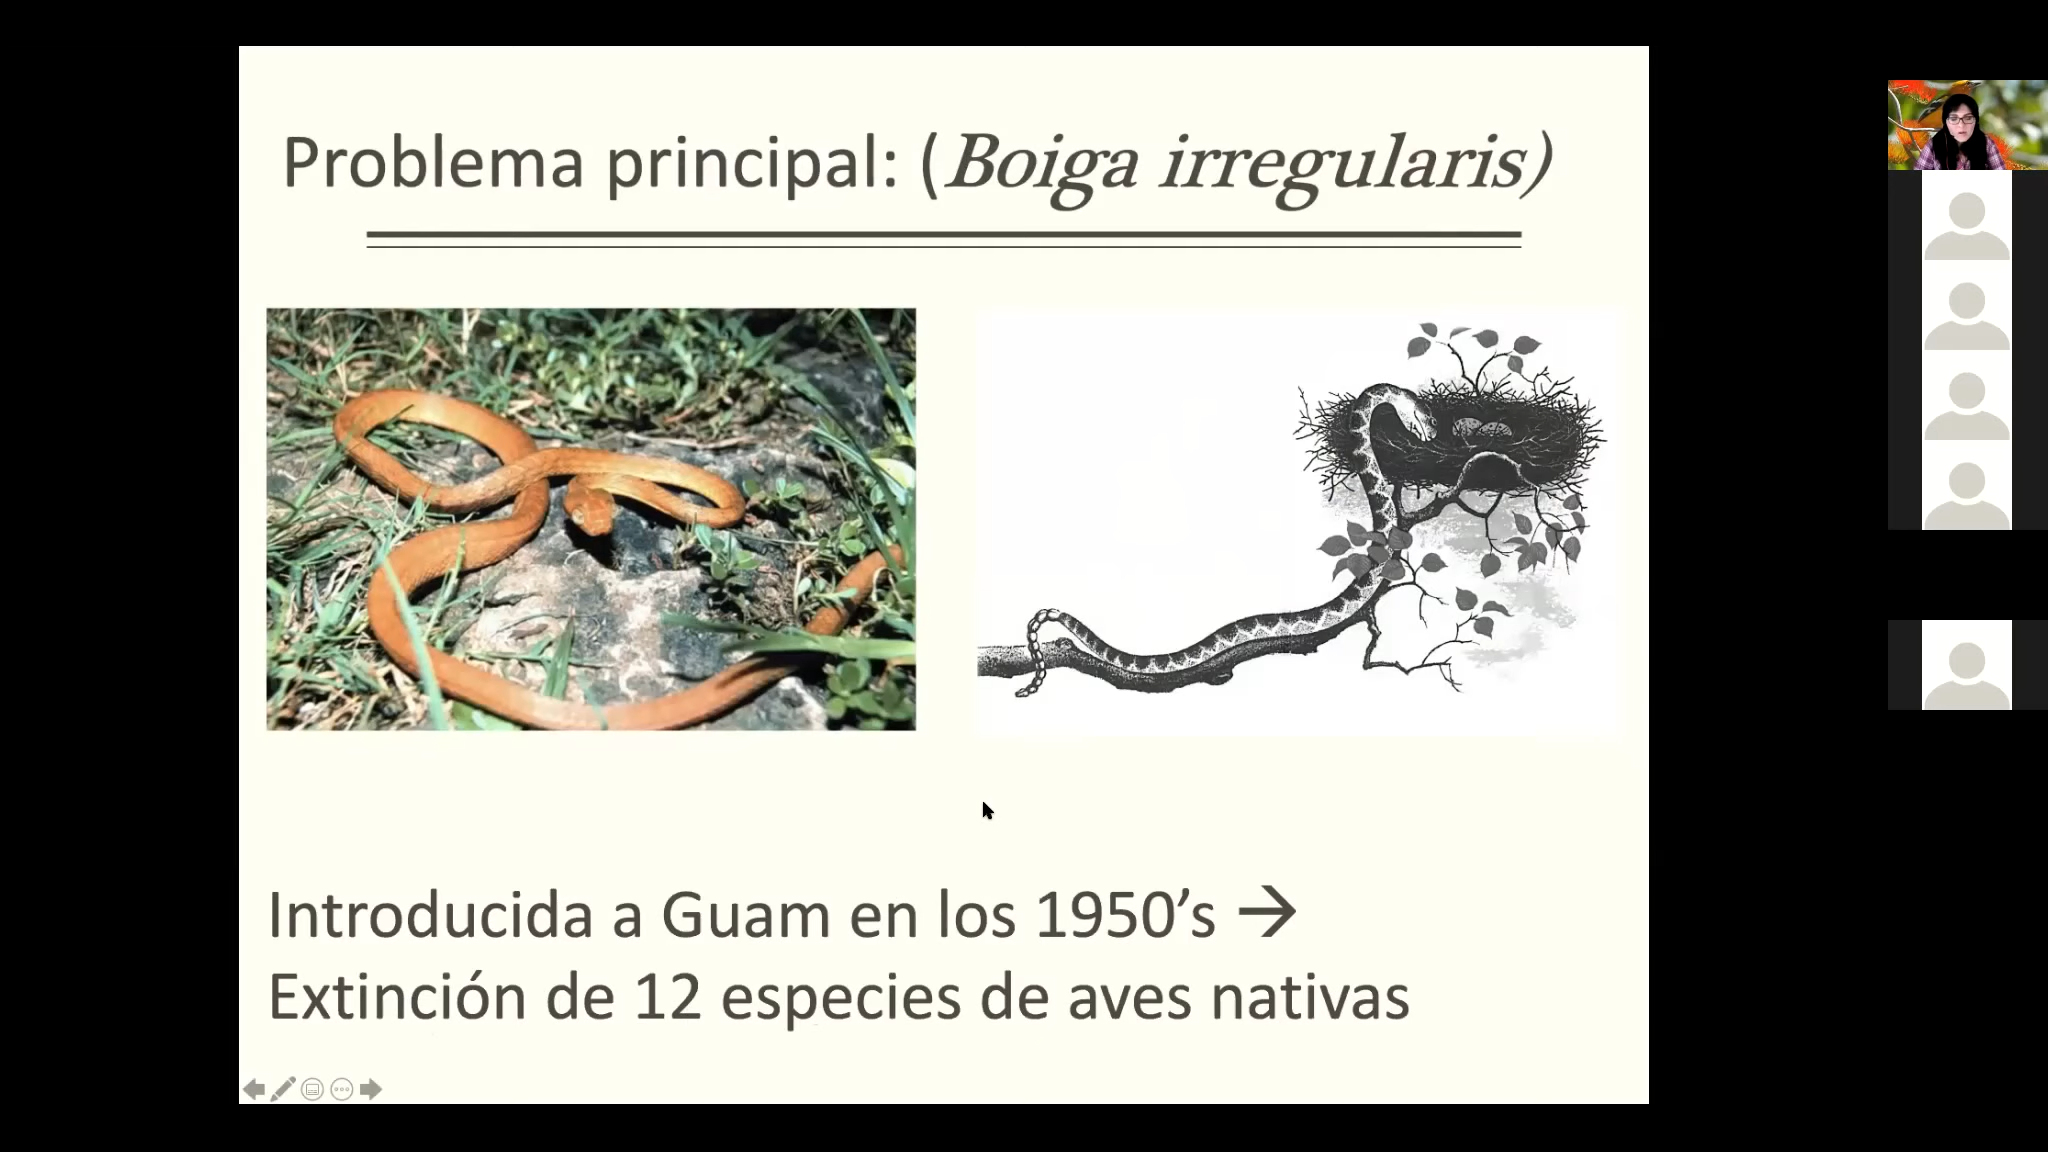 Problema principal: (Boiga irregularis)
Introducida a Guam en los 1950’s →
Extinción de 12 especies de aves nativas